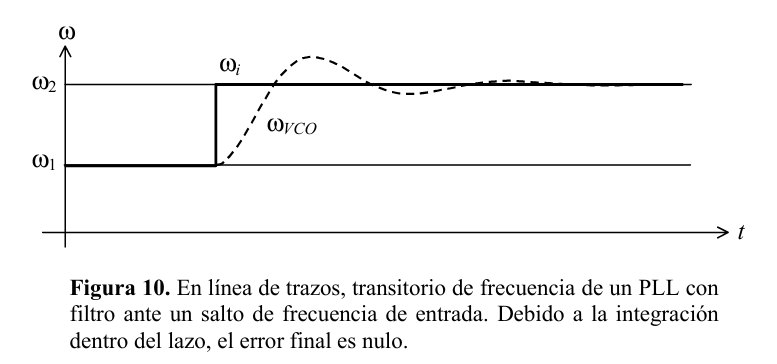 ω
ωi
ω2
ωVCO
ω1
t
Figura 10. En línea de trazos, transitorio de frecuencia de un PLL con
filtro ante un salto de frecuencia de entrada. Debido a la integración
dentro del lazo, el error final es nulo.